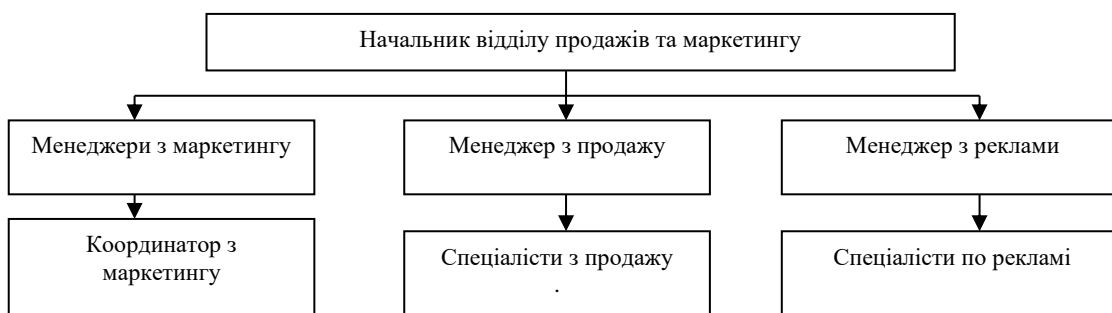 Начальник відділу продажів та маркетингу
Менеджери з маркетингу
Менеджер з продажу
Менеджер з реклами
Координатор з
маркетингу
Спеціалісти з продажу
.
Спеціалісти по рекламі